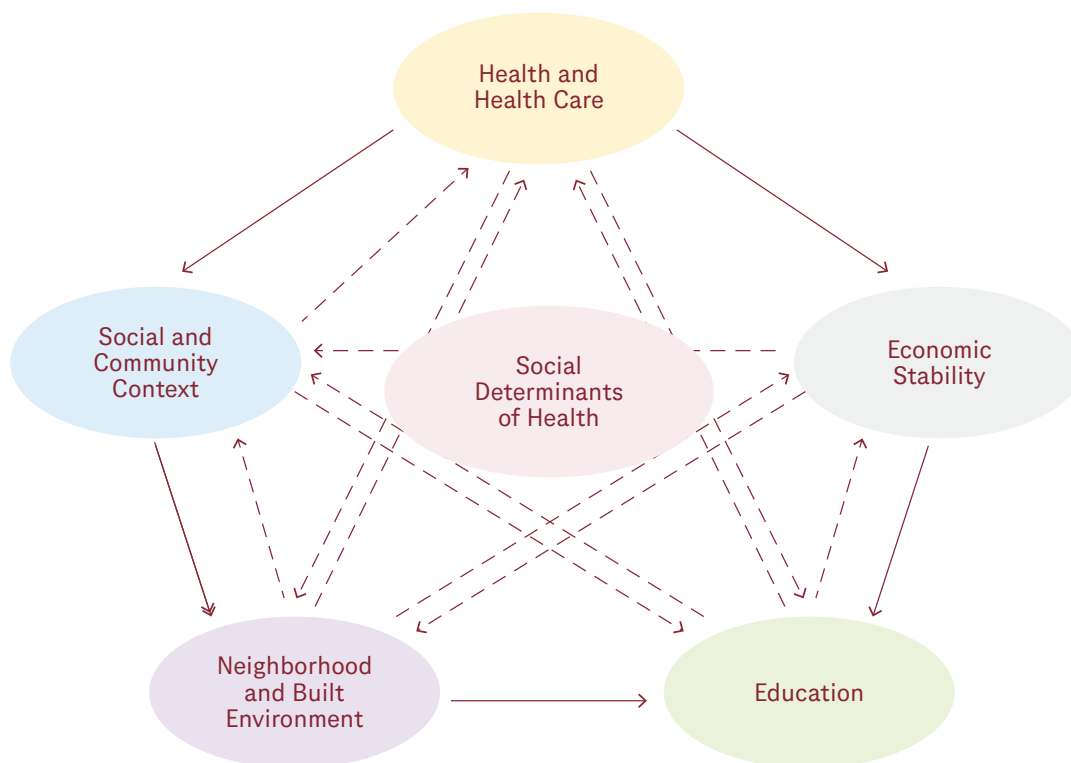 Health and
Health Care
Social and
Community
Context
Social
Determinants
of Health
Economic
Stability
Neighborhood
and Built
Environment
Education